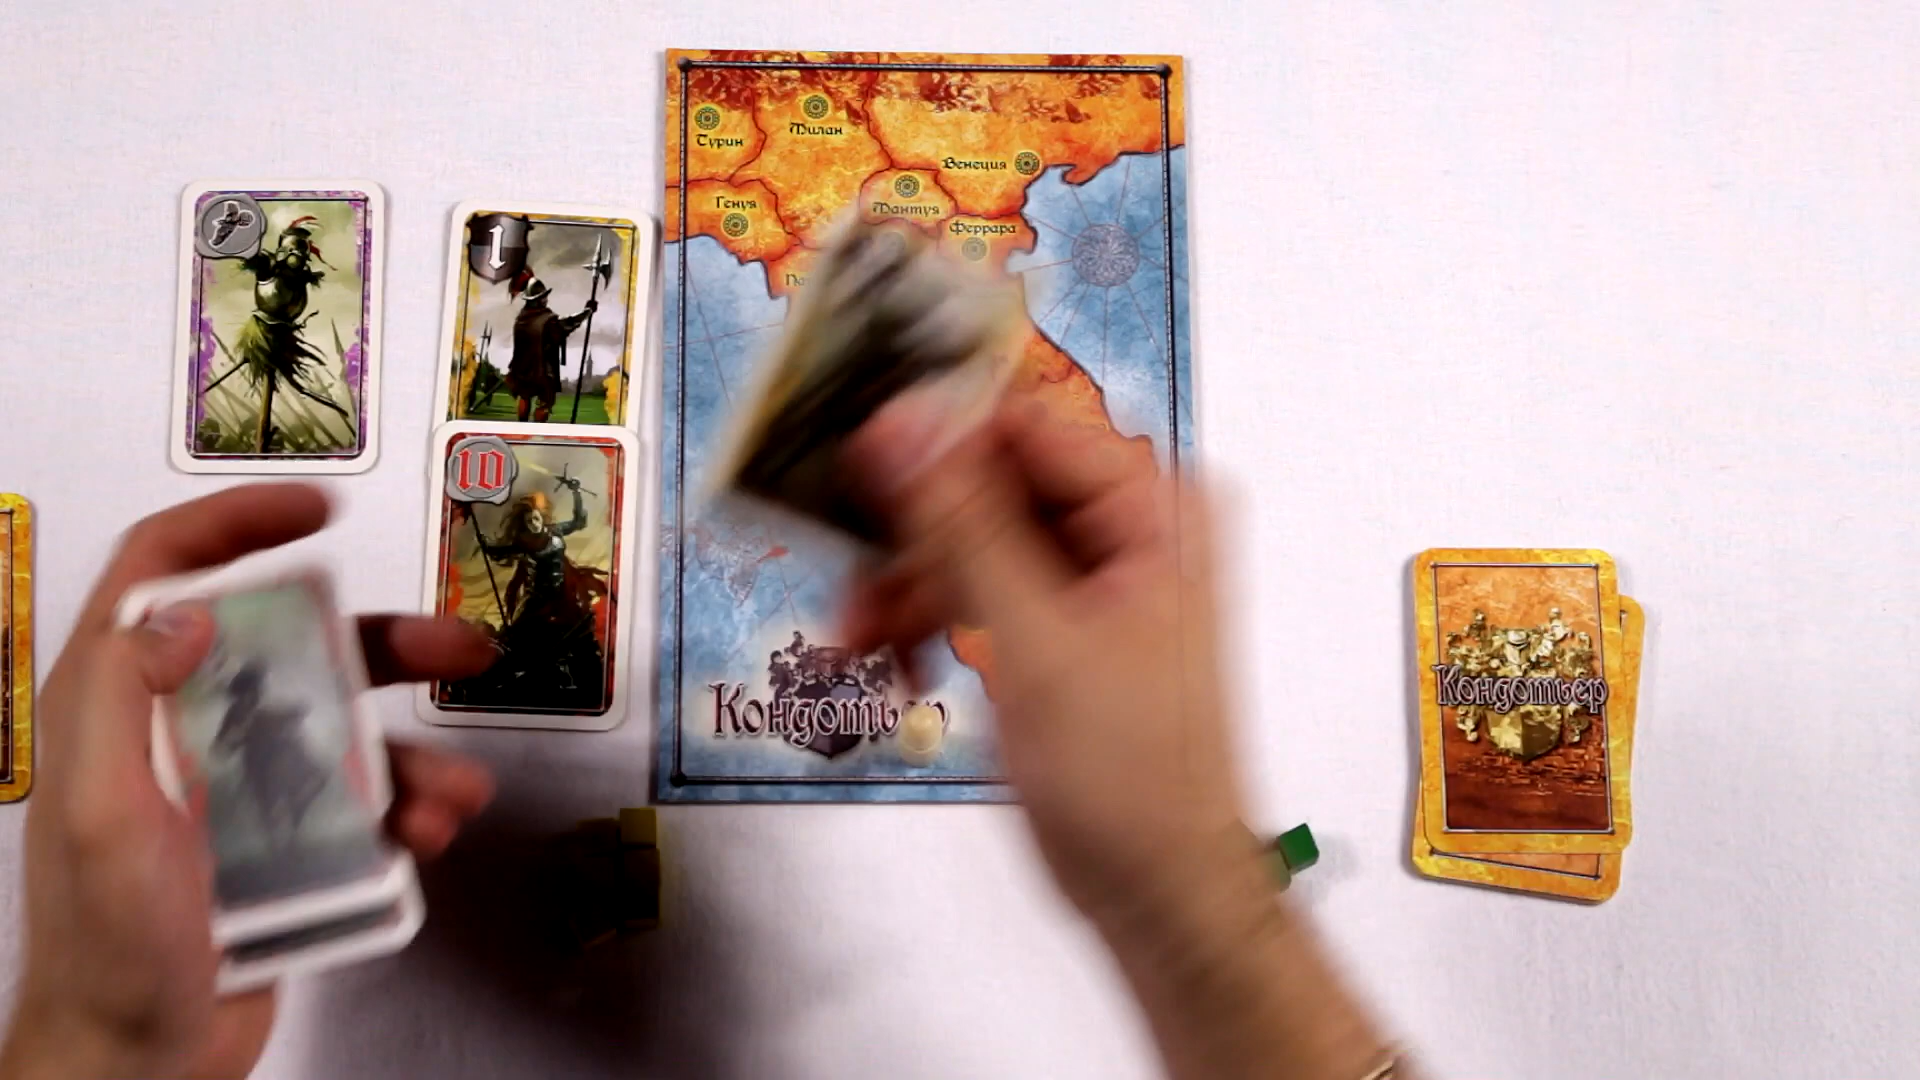 Турин
Милан
Венеция
Генуя
Мантуя
Феррара
1
10
Кондотьер
Кондотьер